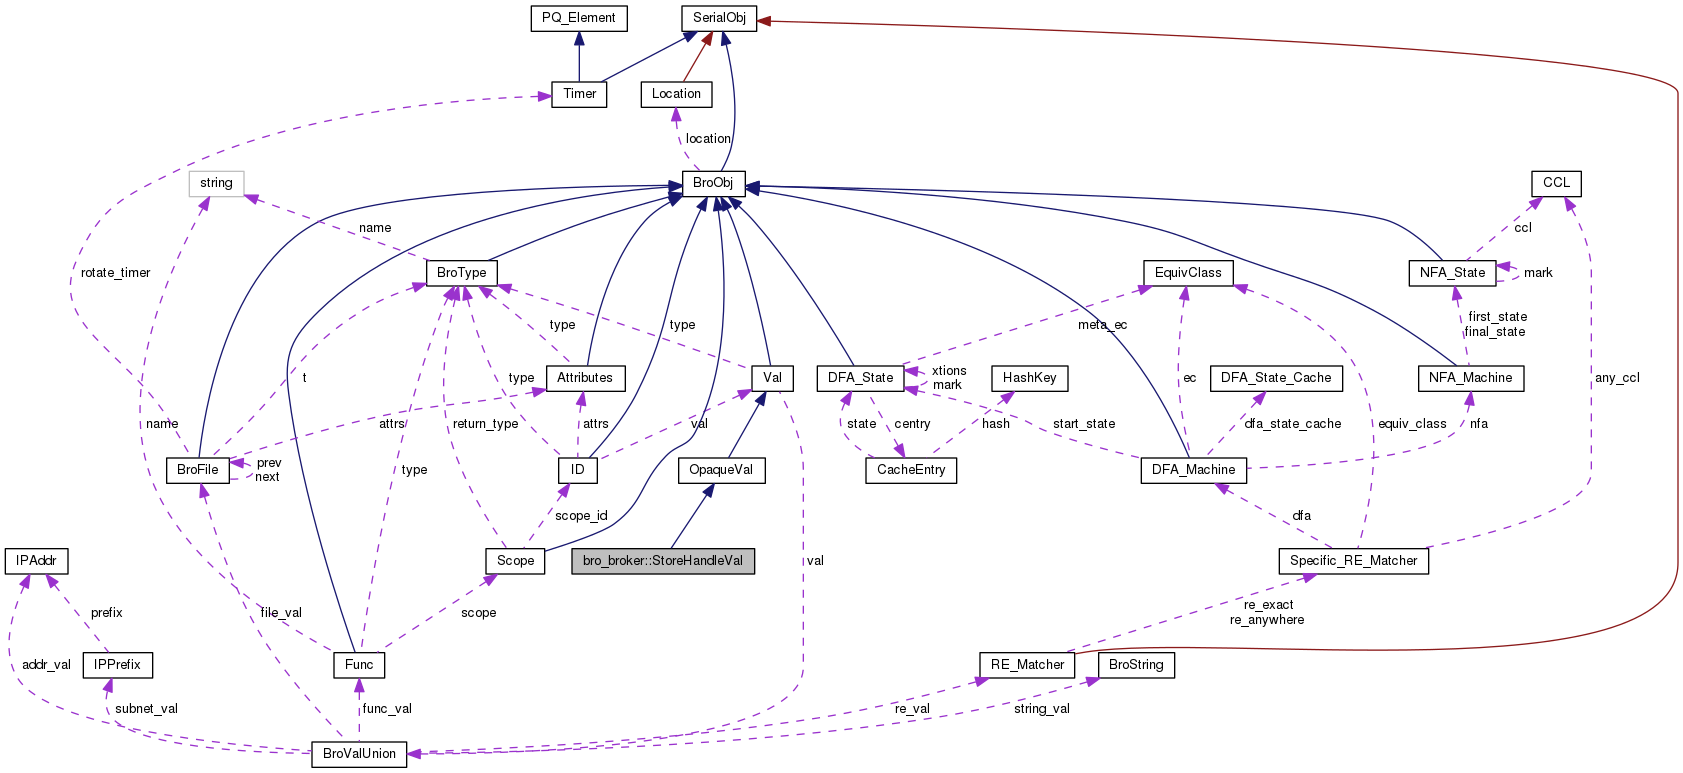 PQ_Element
SerialObj
Timer
Location
location
string
BroObj
CCL
name
ccl
rotate_timer
BroType
EquivClass
NFA_State
mark
type
type
meta_ec
first_state
final_state
t
type
Attributes
Val
DFA_State
xtions
mark
HashKey
ec
DFA_State_Cache
NFA_Machine
any_ccl
name
attrs
return_type
attrs
val
state
centry
hash
start_state
dfa_state_cache
equiv_class
nfa
BroFile
prev
next
type
ID
OpaqueVal
CacheEntry
DFA_Machine
scope_id
dfa
IPAddr
Scope
bro_broker::StoreHandleVal
val
Specific_RE_Matcher
prefix
file_val
scope
re_exact
re_anywhere
addr_val
IPPrefix
Func
RE_Matcher
BroString
subnet_val
func_val
re_val
string_val
BroValUnion